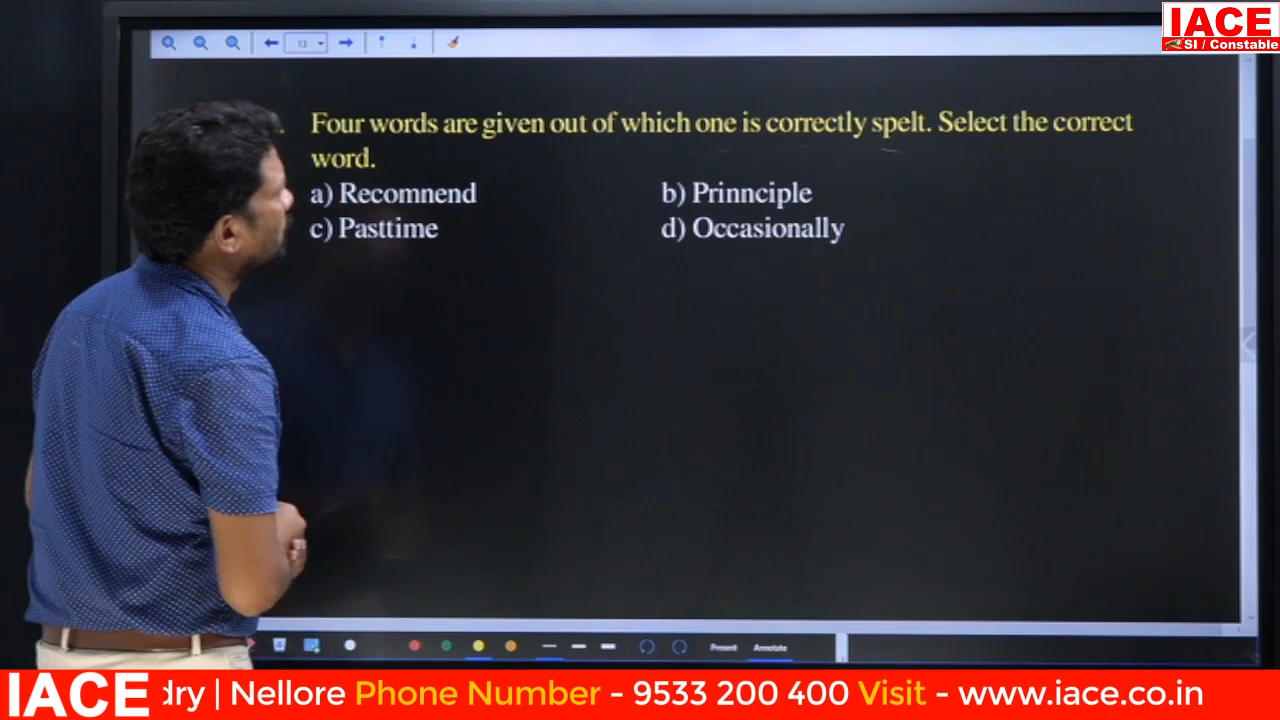 IACE
SI / Constable
13
Four words are given out of which one is correctly spelt. Select the correct
word.
a) Recomnend b) Prinnciple
c) Pasttime d) Occasionally
Present Annotate
IACE dry | Nellore Phone Number - 9533 200 400 Visit - www.iace.co.in